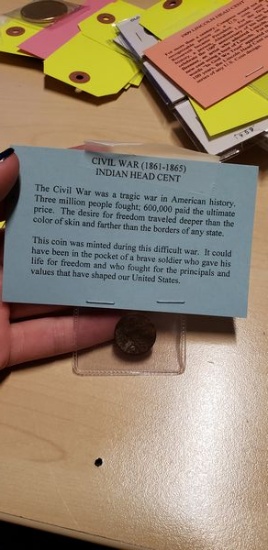 1909 LINCOLN HEAD CENT
CIVIL WAR (1861-1865)
INDIAN HEAD CENT
The Civil War was a tragic war in American history.
Three million people fought; 600,000 paid the ultimate
price. The desire for freedom traveled deeper than the
color of skin and farther than the borders of any state.
This coin was minted during this difficult war. It could
have been in the pocket of a brave soldier who gave his
life for freedom and who fought for the principals and
values that have shaped our United States.